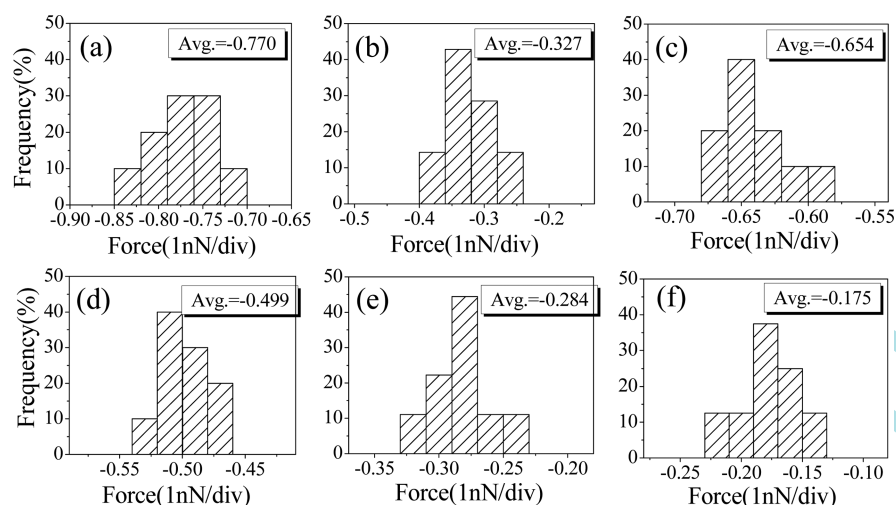 (a) Avg.=-0.770
Frequency(%)
50
40
30
20
10
0
-0.90 -0.85 -0.80 -0.75 -0.70 -0.65
Force(1nN/div)
(b) Avg.=-0.327
50
40
30
20
10
0
-0.5 -0.4 -0.3 -0.2
Force(1nN/div)
(c) Avg.=-0.654
50
40
30
20
10
0
-0.70 -0.65 -0.60 -0.55
Force(1nN/div)
(d) Avg.=-0.499
Frequency(%)
50
40
30
20
10
0
-0.55 -0.50 -0.45
Force(1nN/div)
(e) Avg.=-0.284
50
40
30
20
10
0
-0.35 -0.30 -0.25 -0.20
Force(1nN/div)
(f) Avg.=-0.175
50
40
30
20
10
0
-0.25 -0.20 -0.15 -0.10
Force(1nN/div)